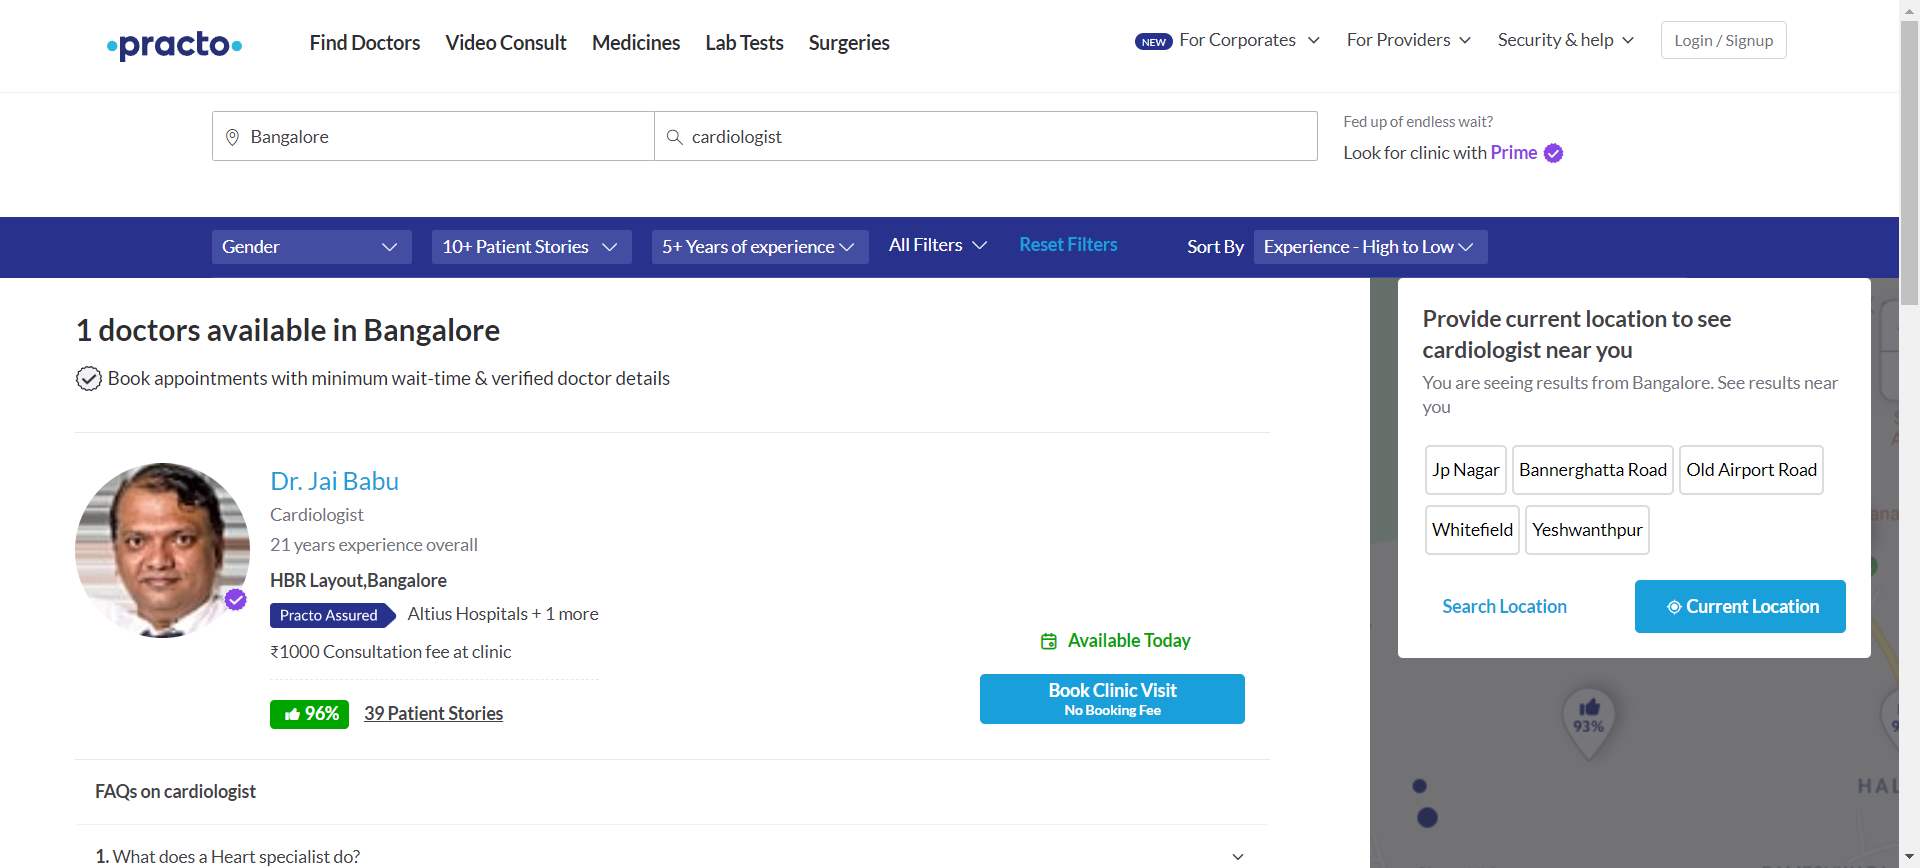 practo
Find Doctors
Video Consult
Medicines
Lab Tests
Surgeries
NEW For Corporates
For Providers
Security & help
Login / Signup
Bangalore
cardiologist
Fed up of endless wait?
Look for clinic with Prime
Gender
10+ Patient Stories
5+ Years of experience
All Filters
Reset Filters
Sort By
Experience - High to Low
1 doctors available in Bangalore
Book appointments with minimum wait-time & verified doctor details
Dr. Jai Babu
Cardiologist
21 years experience overall
HBR Layout,Bangalore
Practo Assured
Altius Hospitals + 1 more
₹1000 Consultation fee at clinic
96%
39 Patient Stories
Available Today
Book Clinic Visit
No Booking Fee
FAQs on cardiologist
1. What does a Heart specialist do?
Provide current location to see
cardiologist near you
You are seeing results from Bangalore. See results near
you
Jp Nagar
Bannerghatta Road
Old Airport Road
Whitefield
Yeshwanthpur
Search Location
Current Location
93%
HAL